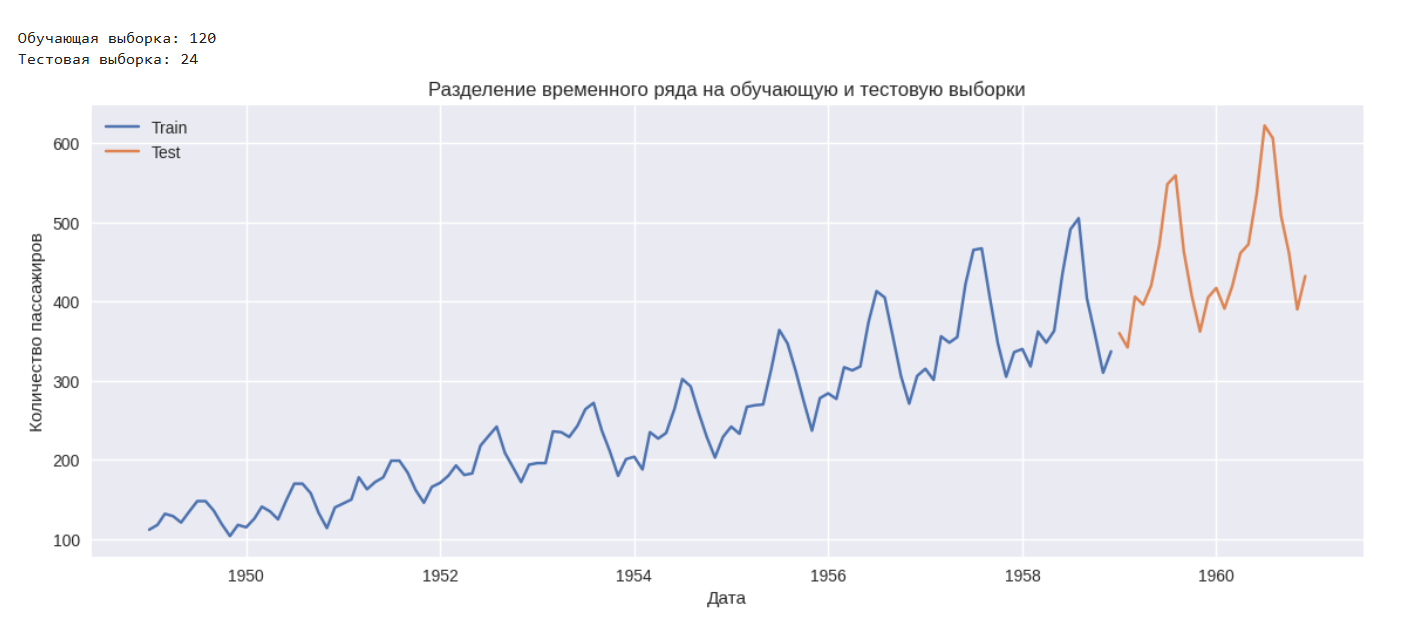 Обучающая выборка: 120
Тестовая выборка: 24
Разделение временного ряда на обучающую и тестовую выборки
Train
Test
Количество пассажиров
600
500
400
300
200
100
1950 1952 1954 1956 1958 1960
Дата